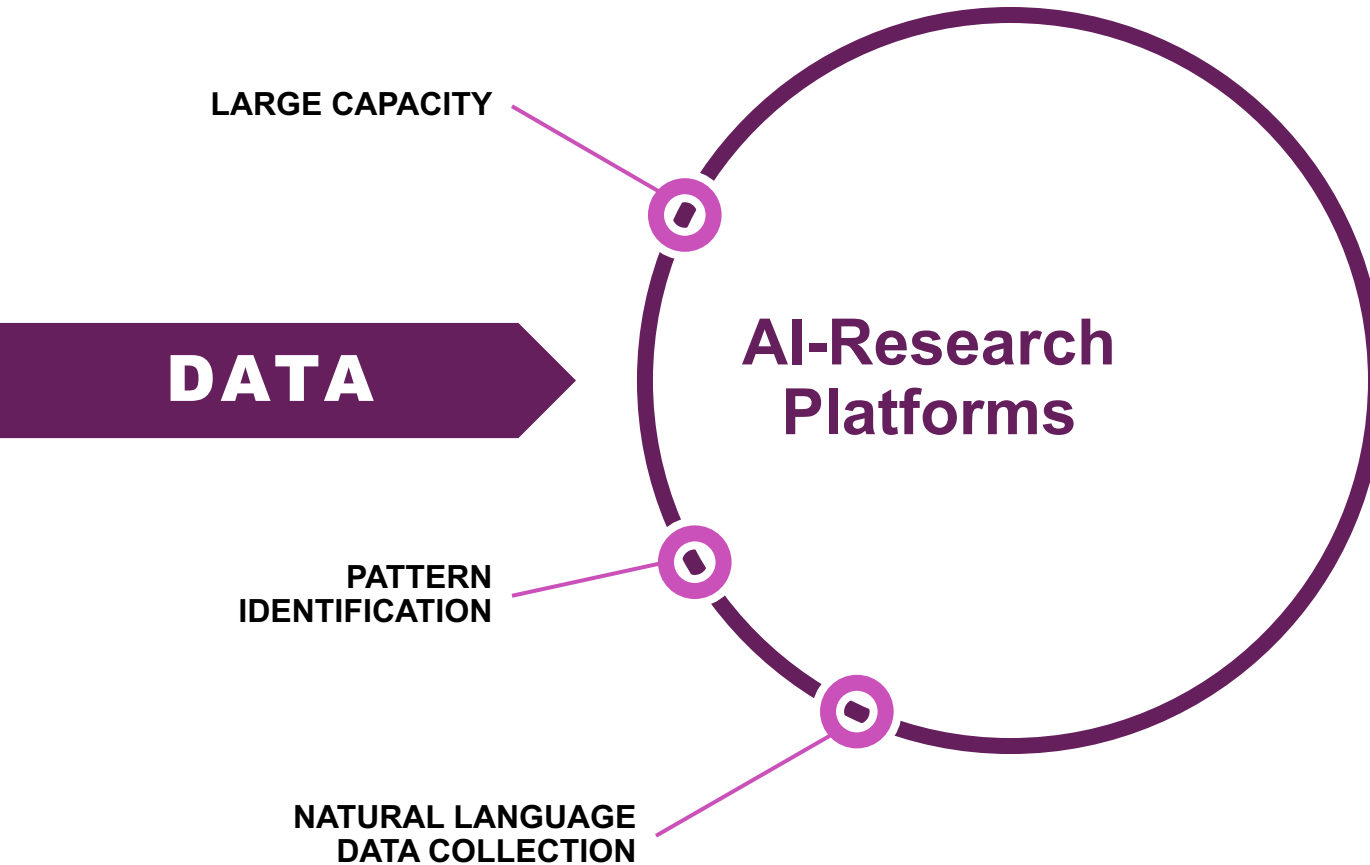 LARGE CAPACITY
DATA
AI-Research
Platforms
PATTERN
IDENTIFICATION
NATURAL LANGUAGE
DATA COLLECTION